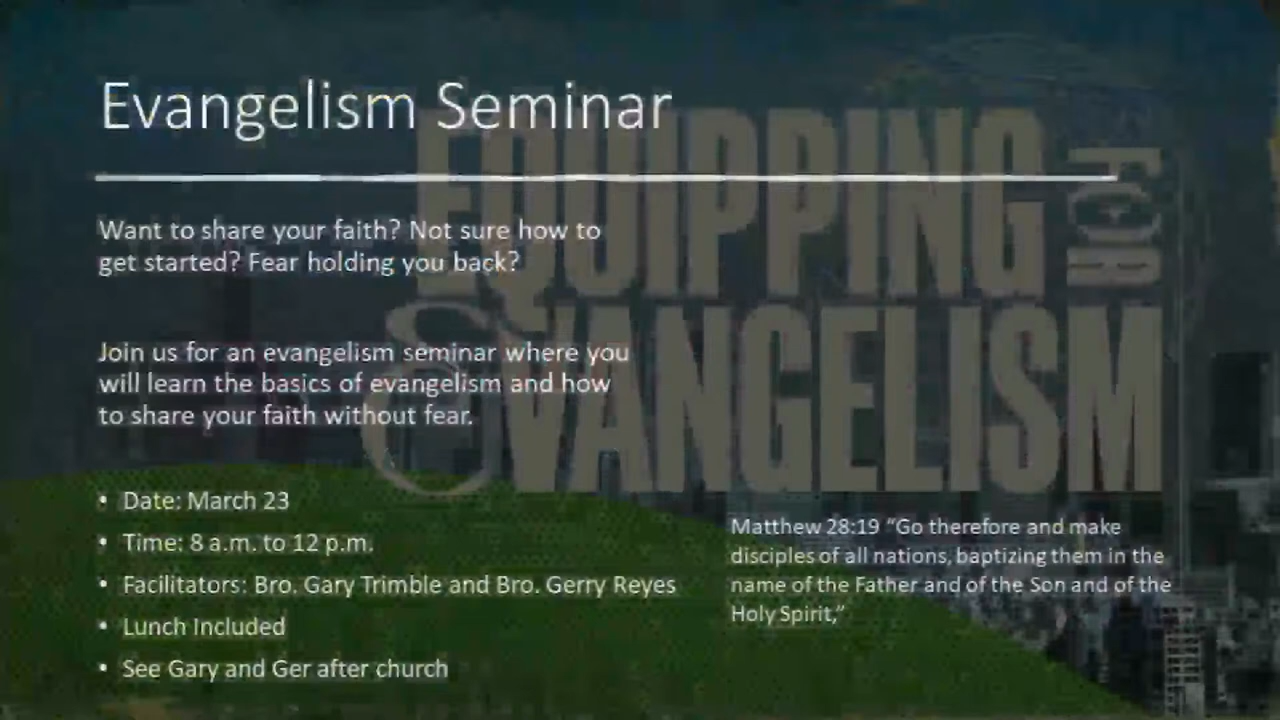 Evangelism Seminar
EQUIPPING FOR
EVANGELISM
Want to share your faith? Not sure how to
get started? Fear holding you back?
Join us for an evangelism seminar where you
will learn the basics of evangelism and how
to share your faith without fear.
• Date: March 23
• Time: 8 a.m. to 12 p.m.
• Facilitators: Bro. Gary Trimble and Bro. Gerry Reyes
• Lunch Included
• See Gary and Ger after church
Matthew 28:19 “Go therefore and make
disciples of all nations, baptizing them in the
name of the Father and of the Son and of the
Holy Spirit,”